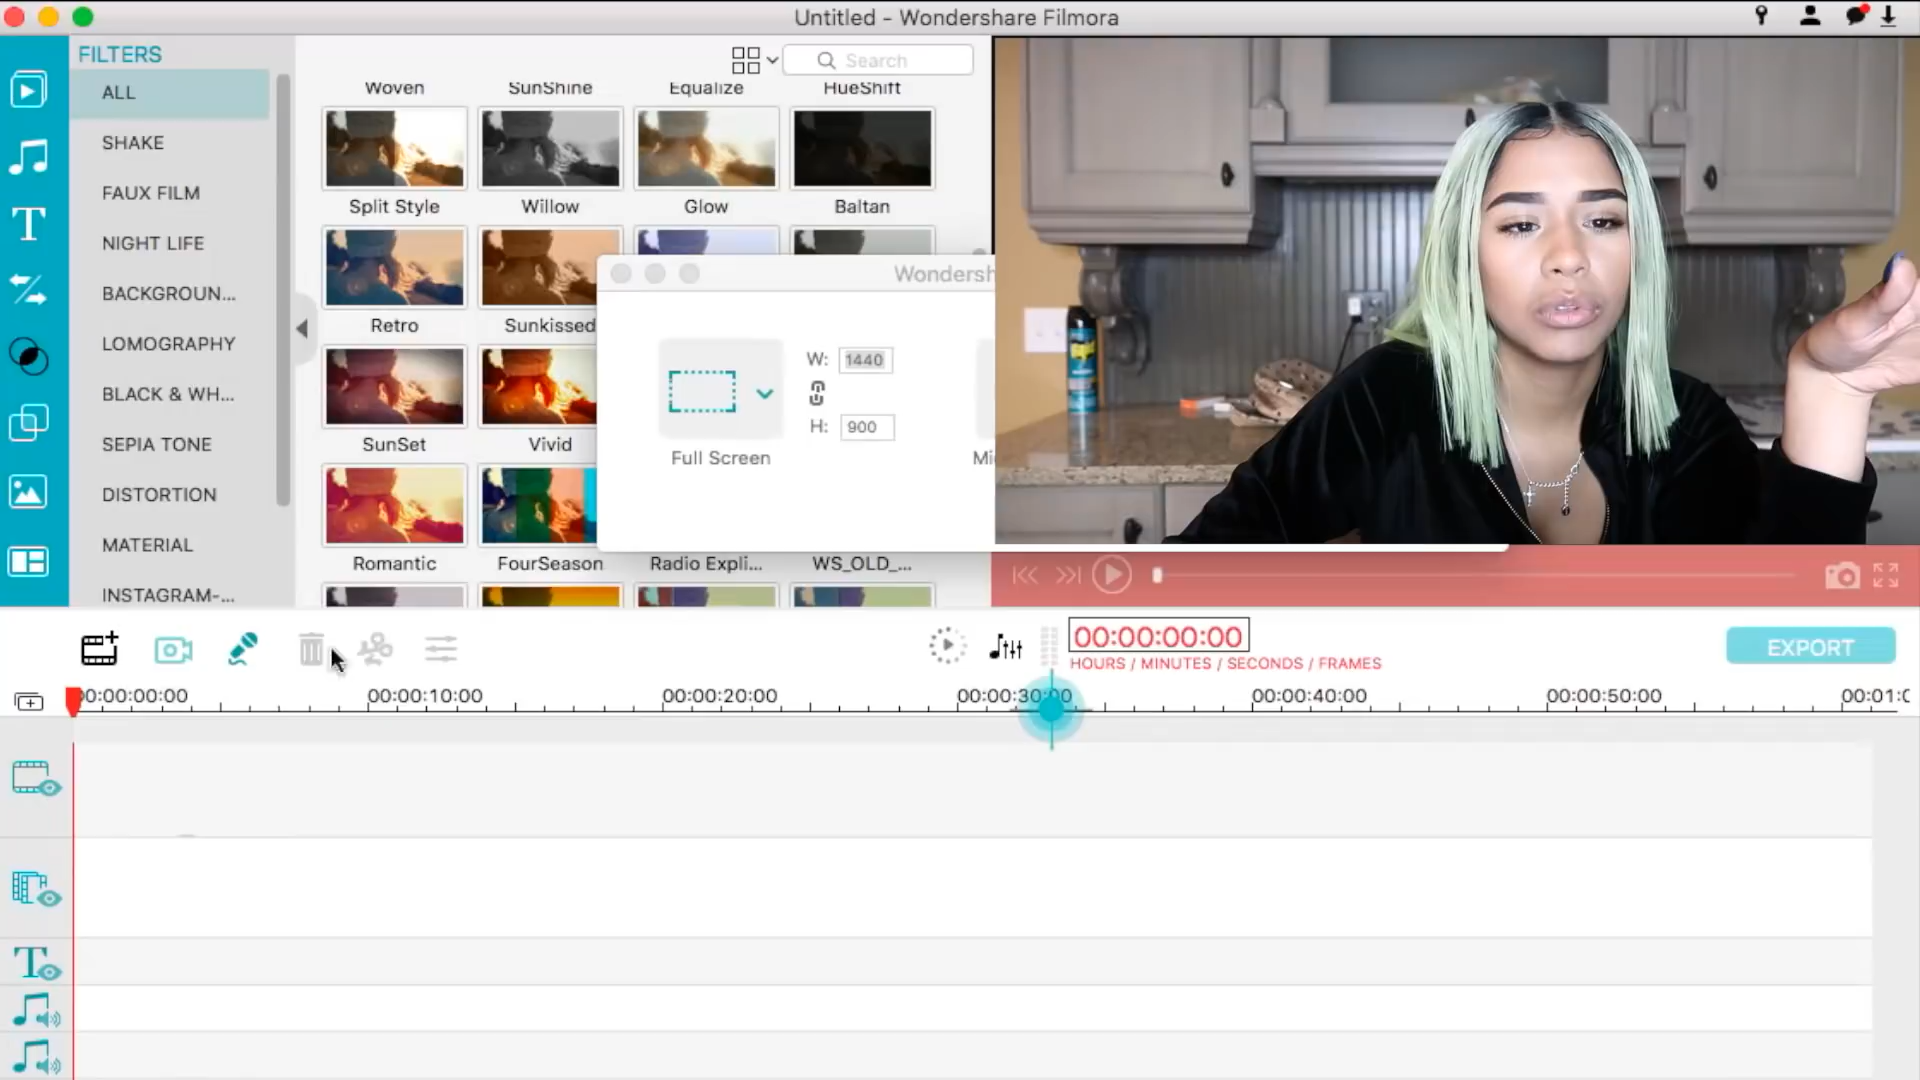 Untitled - Wondershare Filmora
FILTERS
Search
ALL
SHAKE
FAUX FILM
NIGHT LIFE
BACKGROUN...
LOMOGRAPHY
BLACK & WH...
SEPIA TONE
DISTORTION
MATERIAL
INSTAGRAM-...
Woven SunShine Equalize HueShift
Split Style Willow Glow Baltan
Retro Sunkissed
SunSet Vivid
Romantic FourSeason Radio Expli... WS_OLD_...
Wondersh
W: 1440
H: 900
Full Screen
Mi
00:00:00:00
HOURS / MINUTES / SECONDS / FRAMES
EXPORT
00:00:00:00 00:00:10:00 00:00:20:00 00:00:30:00 00:00:40:00 00:00:50:00 00:01:0